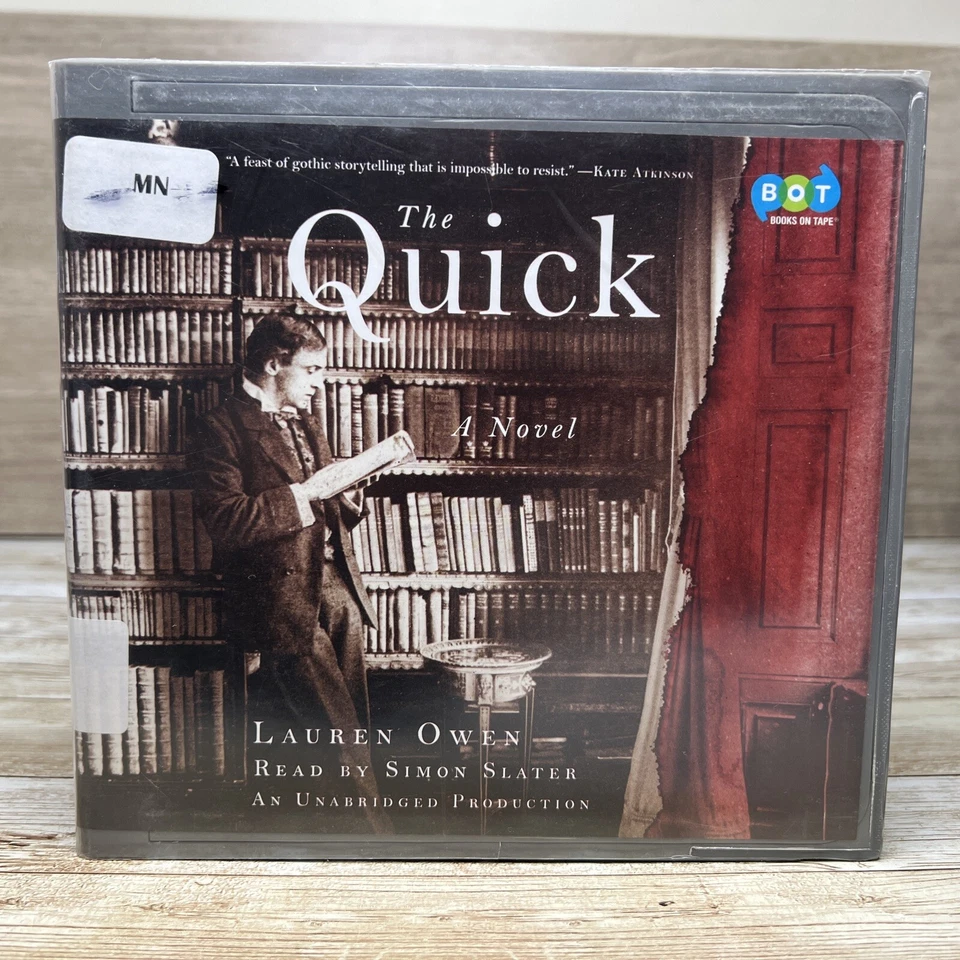 MN
“A feast of gothic storytelling that is impossible to resist.” —Kate Atkinson
BOT
BOOKS ON TAPE®
The
Quick
A Novel
Lauren Owen
Read by Simon Slater
An Unabridged Production